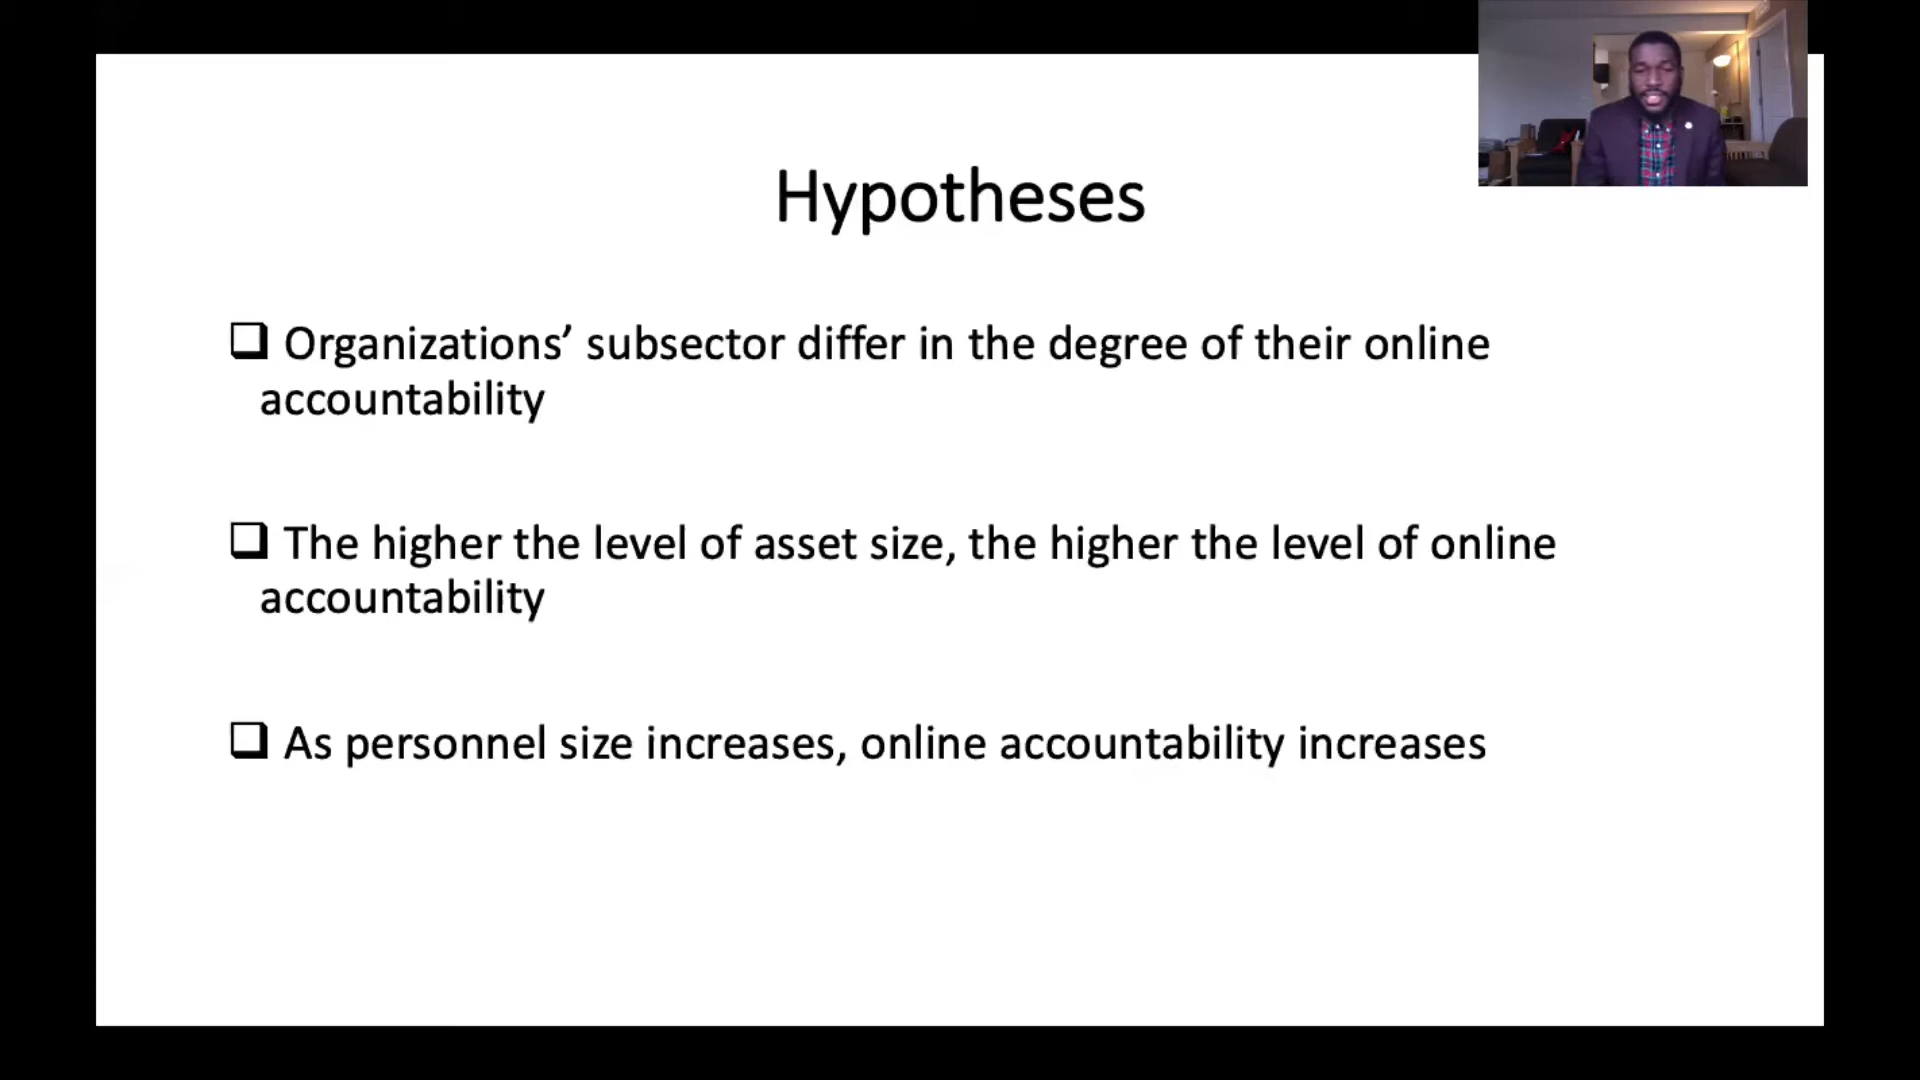 Hypotheses
❑ Organizations’ subsector differ in the degree of their online
accountability
❑ The higher the level of asset size, the higher the level of online
accountability
❑ As personnel size increases, online accountability increases